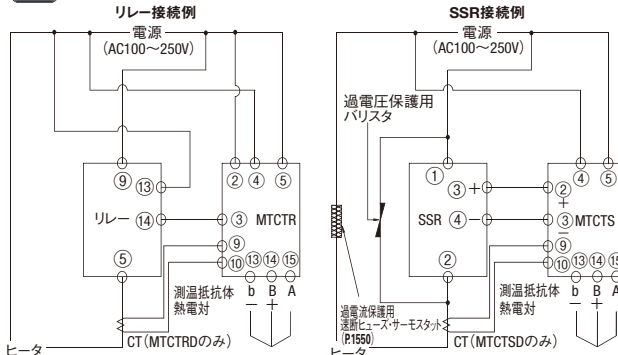 リレー接続例
電源
(AC100〜250V)
⑨
⑬
②
④
⑤
リレー
⑭
③
MTCTR
⑤
⑨
⑩
⑬
⑭
⑮
b
B
A
−
+
測温抵抗体
熱電対
CT(MTCTRDのみ)
ヒータ
SSR接続例
電源
(AC100〜250V)
過電圧保護用
バリスタ
①
③+
④
⑤
②
+
SSR
④−
③
−
MTCTS
②
⑨
⑩
⑬
⑭
⑮
b
B
A
−
+
測温抵抗体
熱電対
過電流保護用
速断ヒューズ・サーモスタット
(P.1550)
CT(MTCTSDのみ)
ヒータ